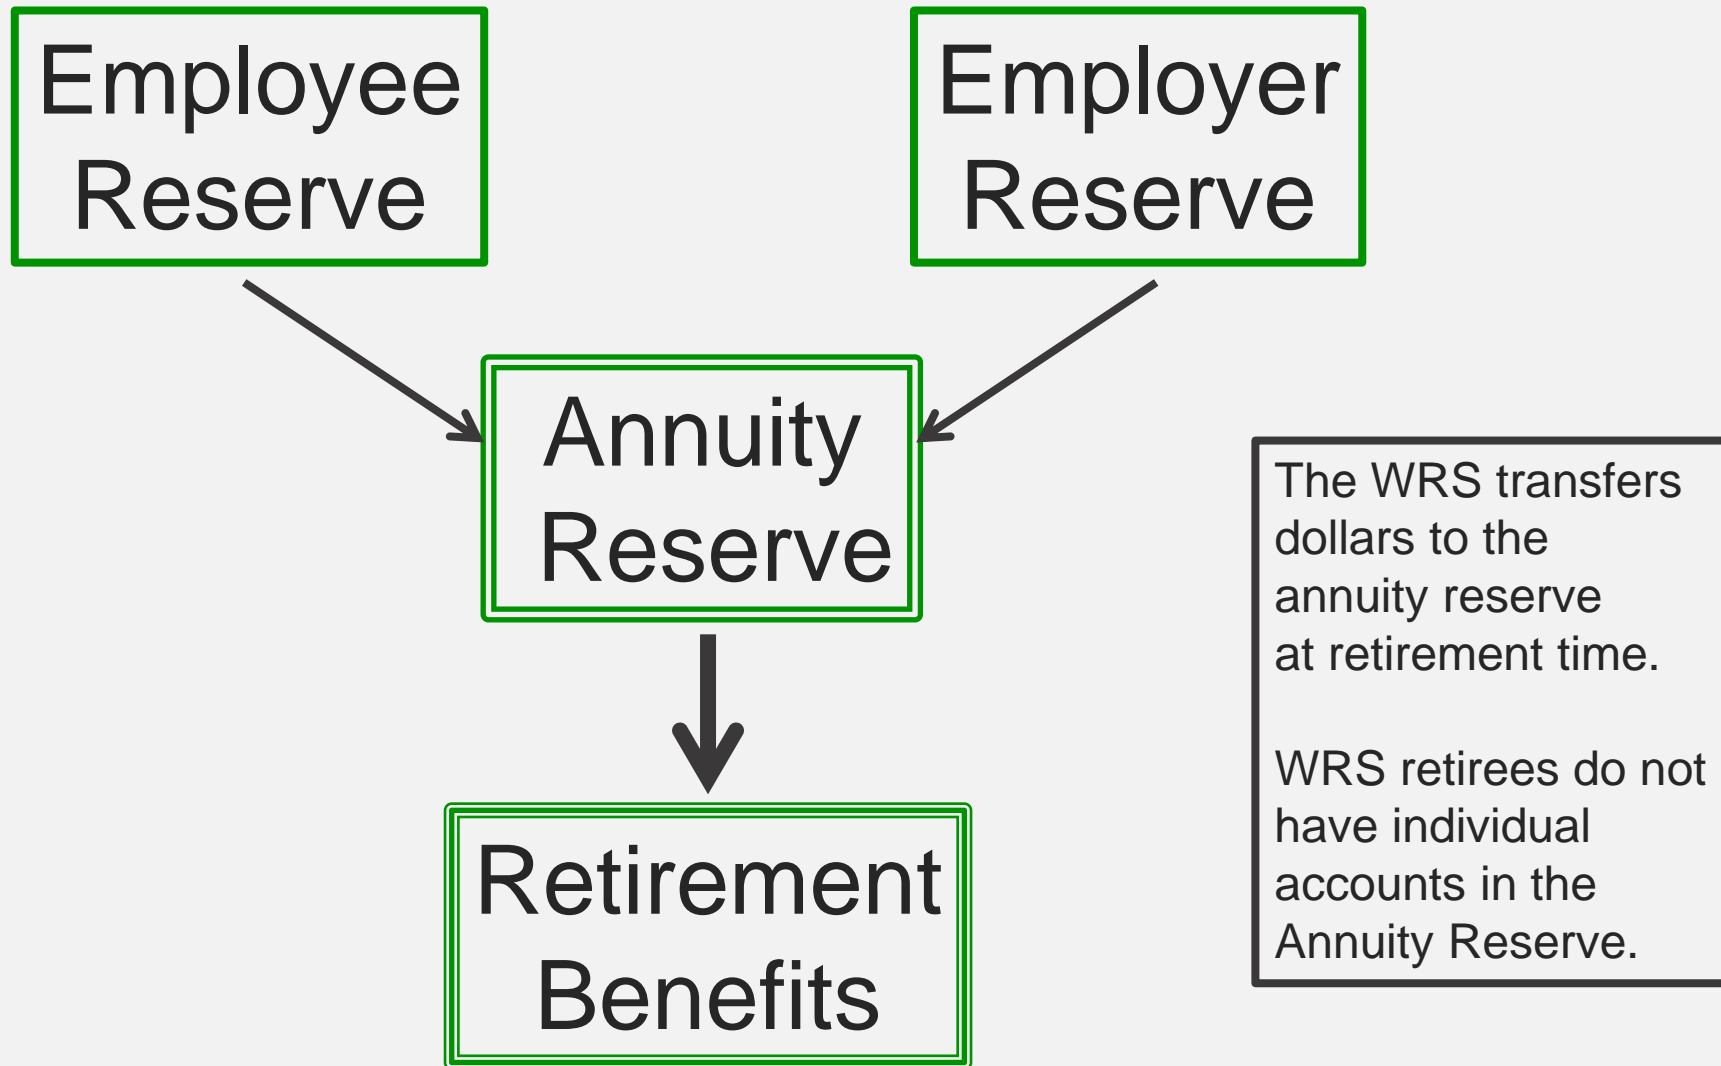 Employee
Reserve
Employer
Reserve
Annuity
Reserve
The WRS transfers
dollars to the
annuity reserve
at retirement time.
WRS retirees do not
have individual
accounts in the
Annuity Reserve.
Retirement
Benefits